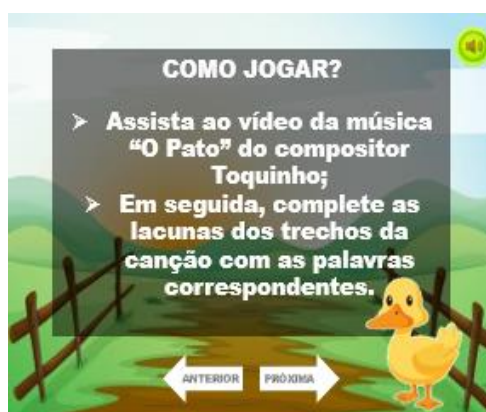 COMO JOGAR?
➤ Assista ao vídeo da música
“O Pato” do compositor
Toquinho;
➤ Em seguida, complete as
lacunas dos trechos da
canção com as palavras
correspondentes.
ANTERIOR
PRÓXIMA